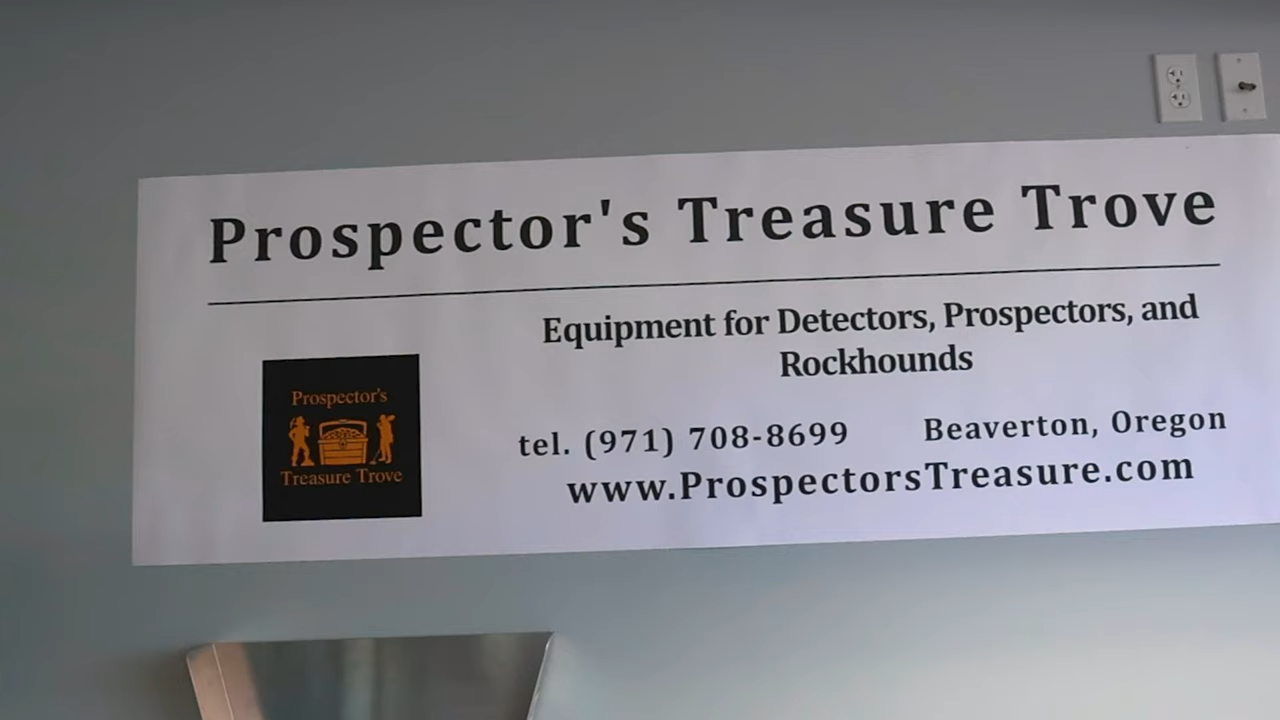 Prospector's Treasure Trove
Equipment for Detectors, Prospectors, and
Rockhounds
Prospector's
Treasure Trove
tel. (971) 708-8699 Beaverton, Oregon
www.ProspectorsTreasure.com